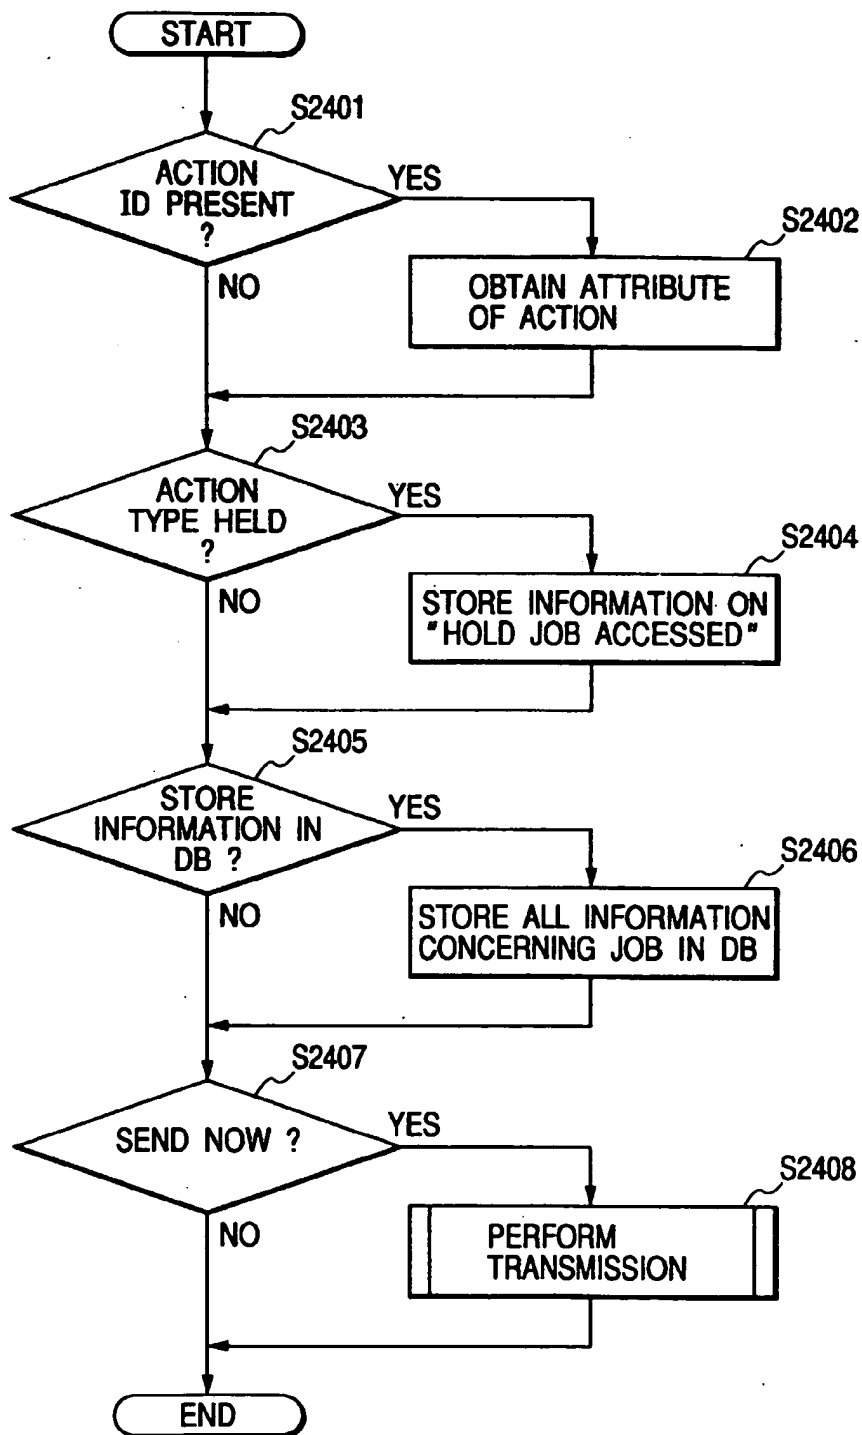 START
S2401
ACTION
ID PRESENT
?
YES
NO
S2402
OBTAIN ATTRIBUTE
OF ACTION
S2403
ACTION
TYPE HELD
?
YES
NO
S2404
STORE INFORMATION ON
"HOLD JOB ACCESSED"
S2405
STORE
INFORMATION IN
DB ?
YES
NO
S2406
STORE ALL INFORMATION
CONCERNING JOB IN DB
S2407
SEND NOW ?
YES
NO
S2408
PERFORM
TRANSMISSION
END